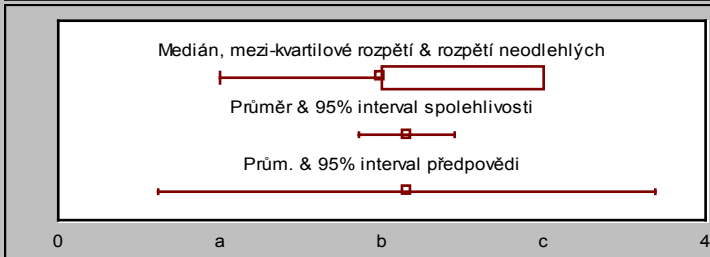 Medián, mezi-kvartilové rozpětí & rozpětí neodlehlých
Průměr & 95% interval spolehlivosti
Prům. & 95% interval předpovědi
0 a b c 4